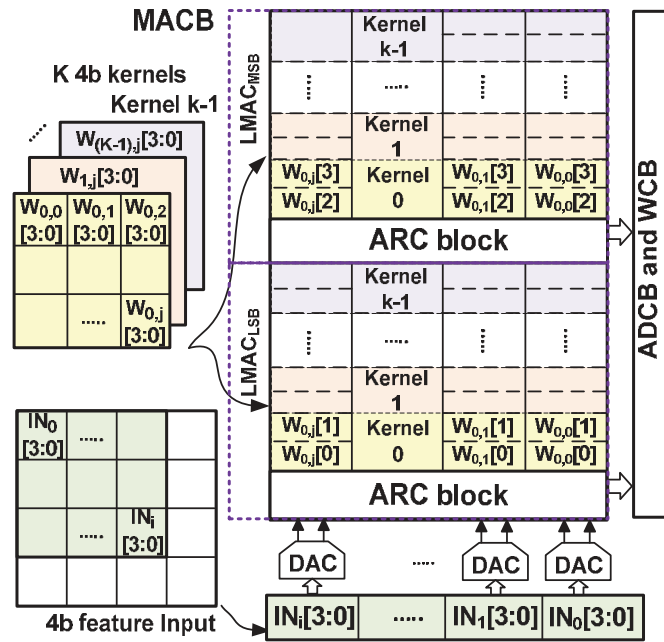 MACB
K 4b kernels
Kernel k-1
W(K-1),j[3:0]
W1,j[3:0]
W0,0 W0,1 W0,2
[3:0] [3:0] [3:0]
..... W0,j
[3:0]
LMACMSB
Kernel
k-1
.....
Kernel
1
W0,j[3] Kernel W0,1[3] W0,0[3]
W0,j[2] 0 W0,1[2] W0,0[2]
ARC block
LMACLSB
Kernel
k-1
.....
Kernel
1
W0,j[1] Kernel W0,1[1] W0,0[1]
W0,j[0] 0 W0,1[0] W0,0[0]
ARC block
ADCB and WCB
IN0
[3:0] .....
..... INi
[3:0]
4b feature Input
DAC ..... DAC DAC
INi[3:0] ..... IN1[3:0] IN0[3:0]